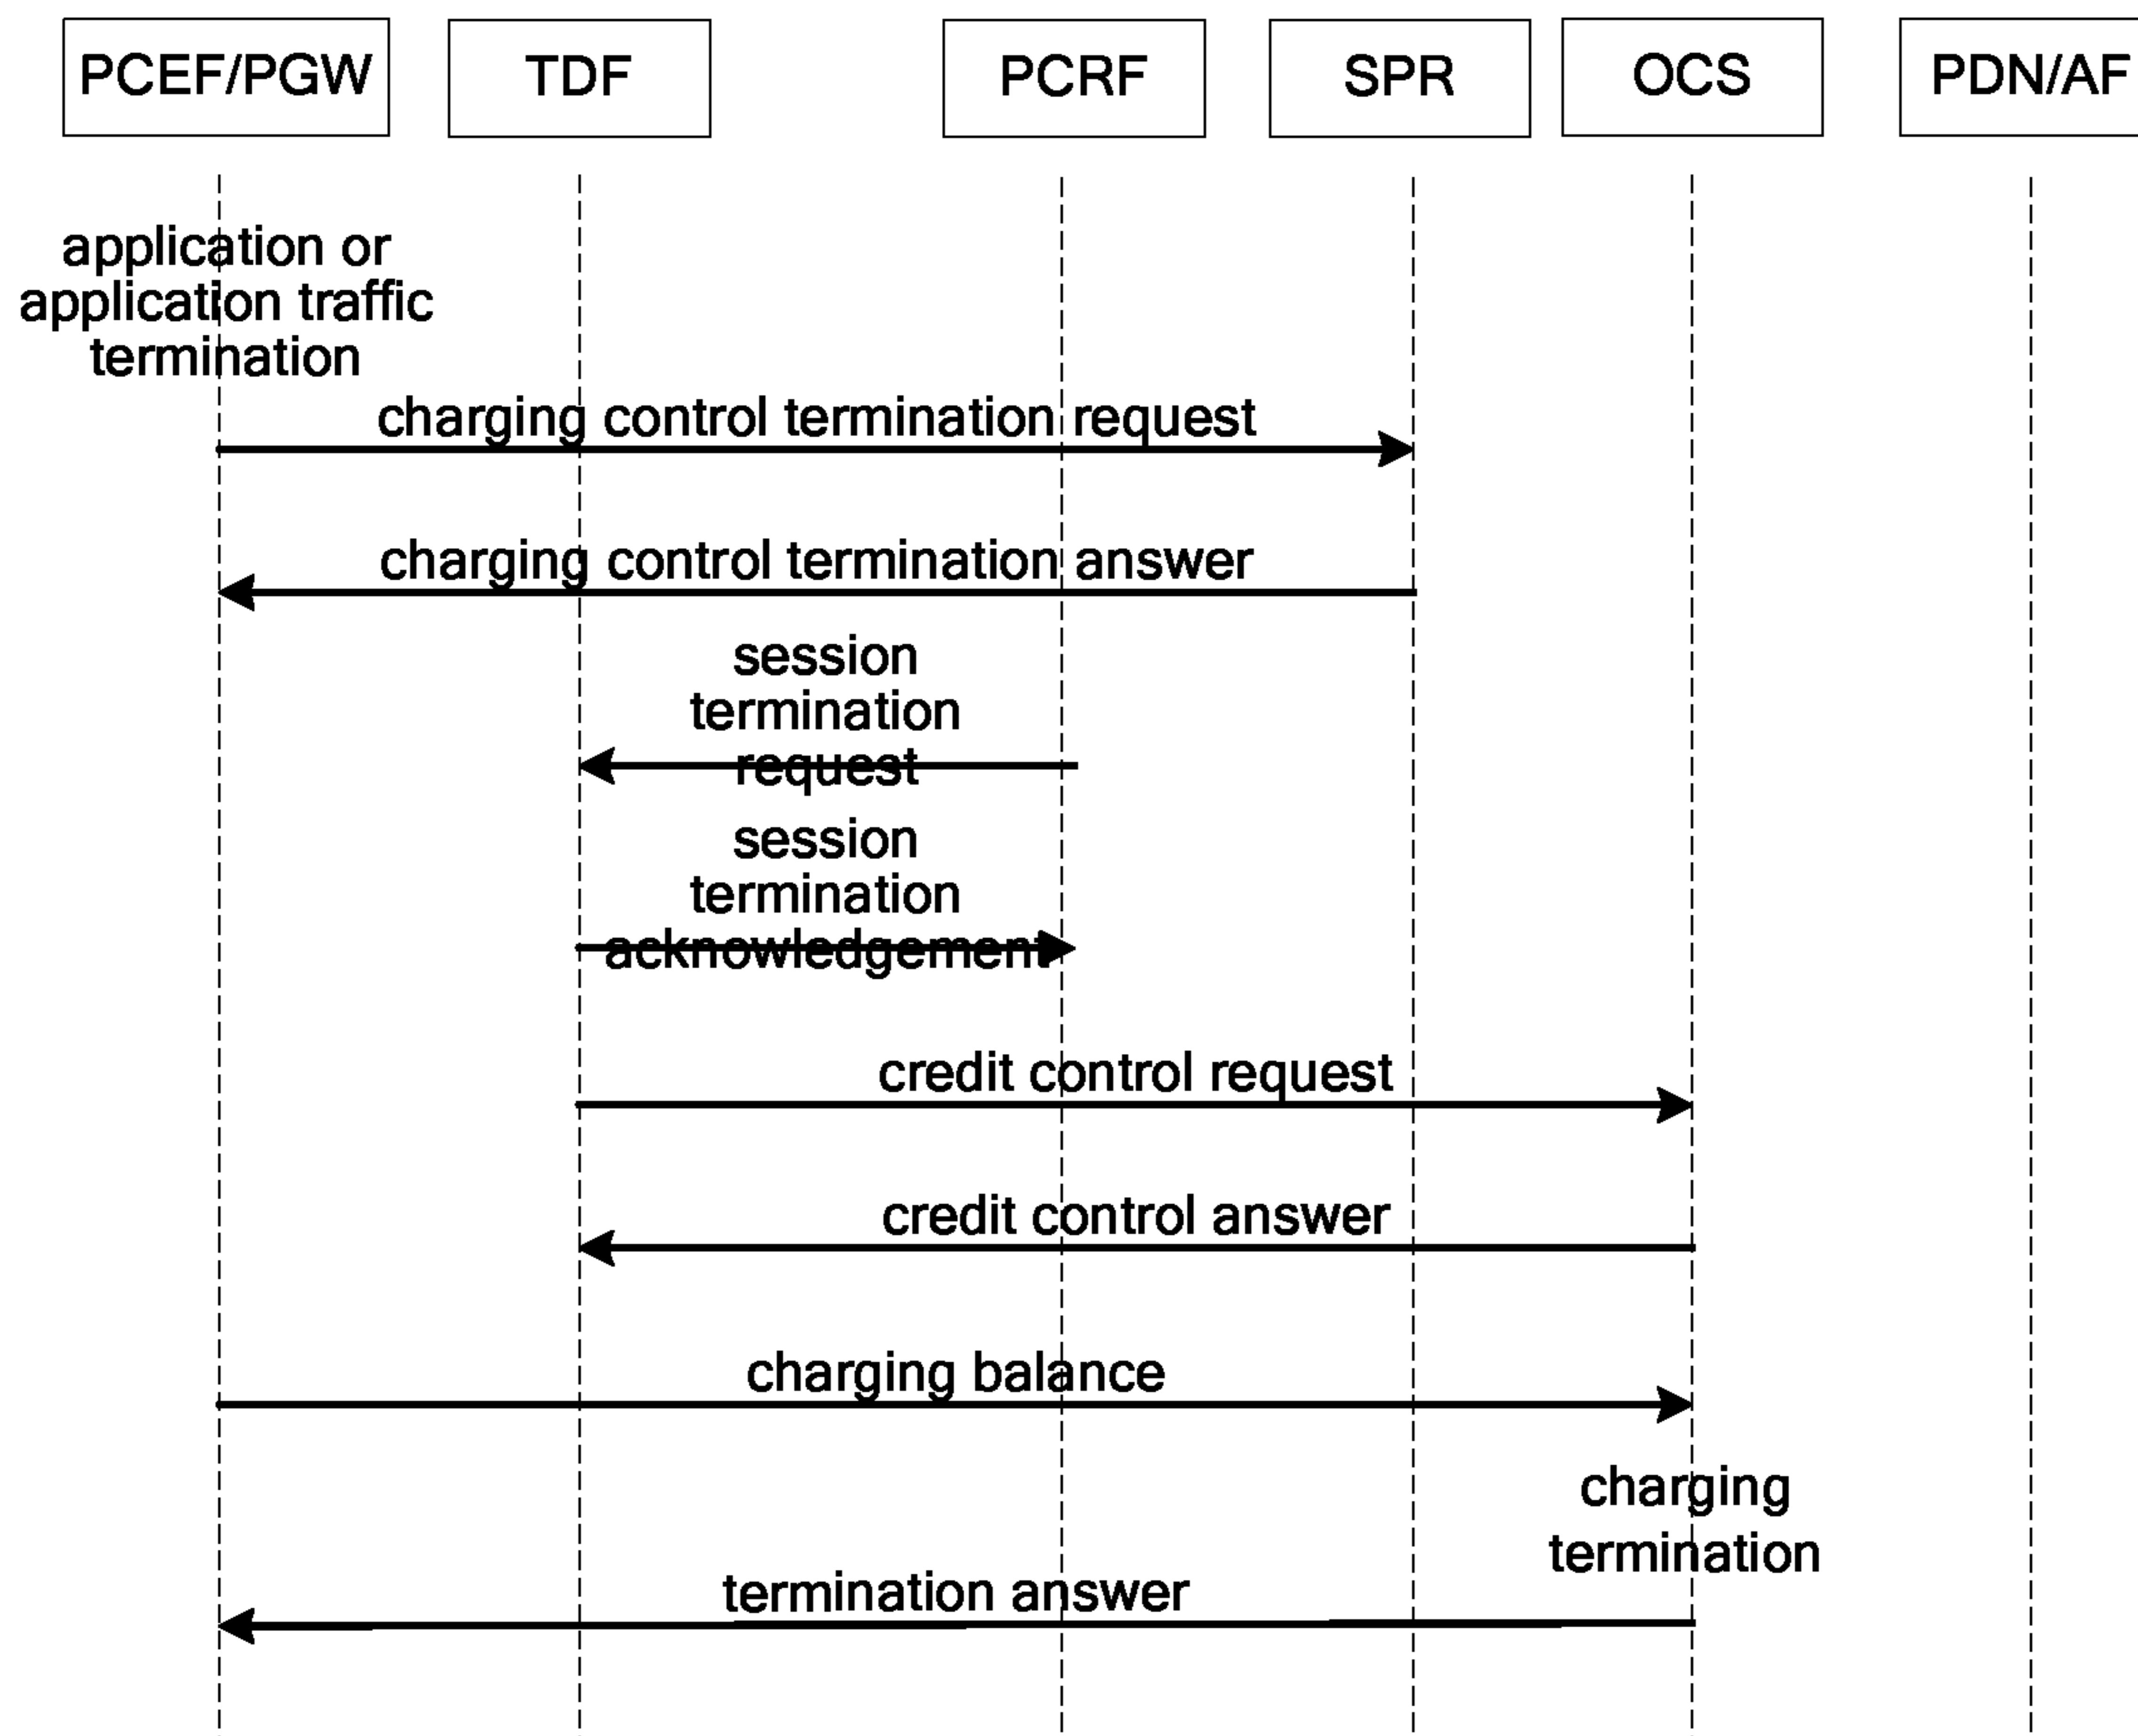 PCEF/PGW
TDF
PCRF
SPR
OCS
PDN/AF
application or
application traffic
termination
charging control termination request
charging control termination answer
session
termination
request
session
termination
acknowledgement
credit control request
credit control answer
charging balance
charging
termination
termination answer